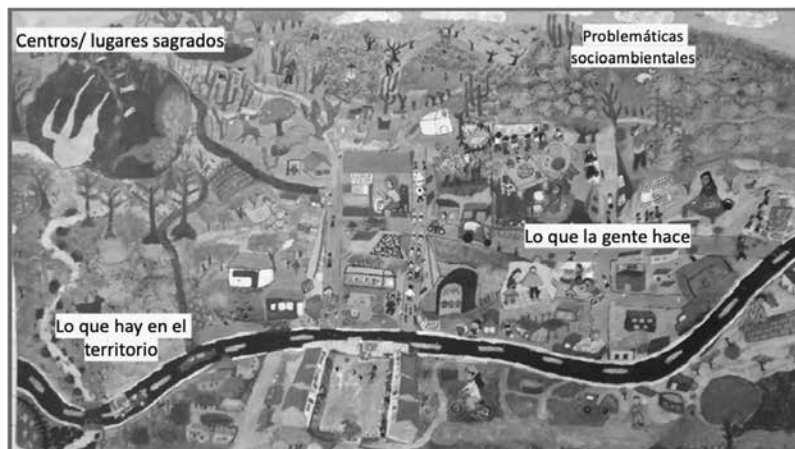 Centros/ lugares sagrados
Problemáticas
socioambientales
Lo que la gente hace
Lo que hay en el
territorio